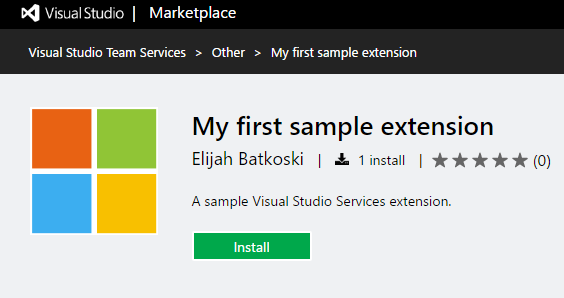 Visual Studio | Marketplace
Visual Studio Team Services > Other > My first sample extension
My first sample extension
Elijah Batkoski | 1 install | (0)
A sample Visual Studio Services extension.
Install